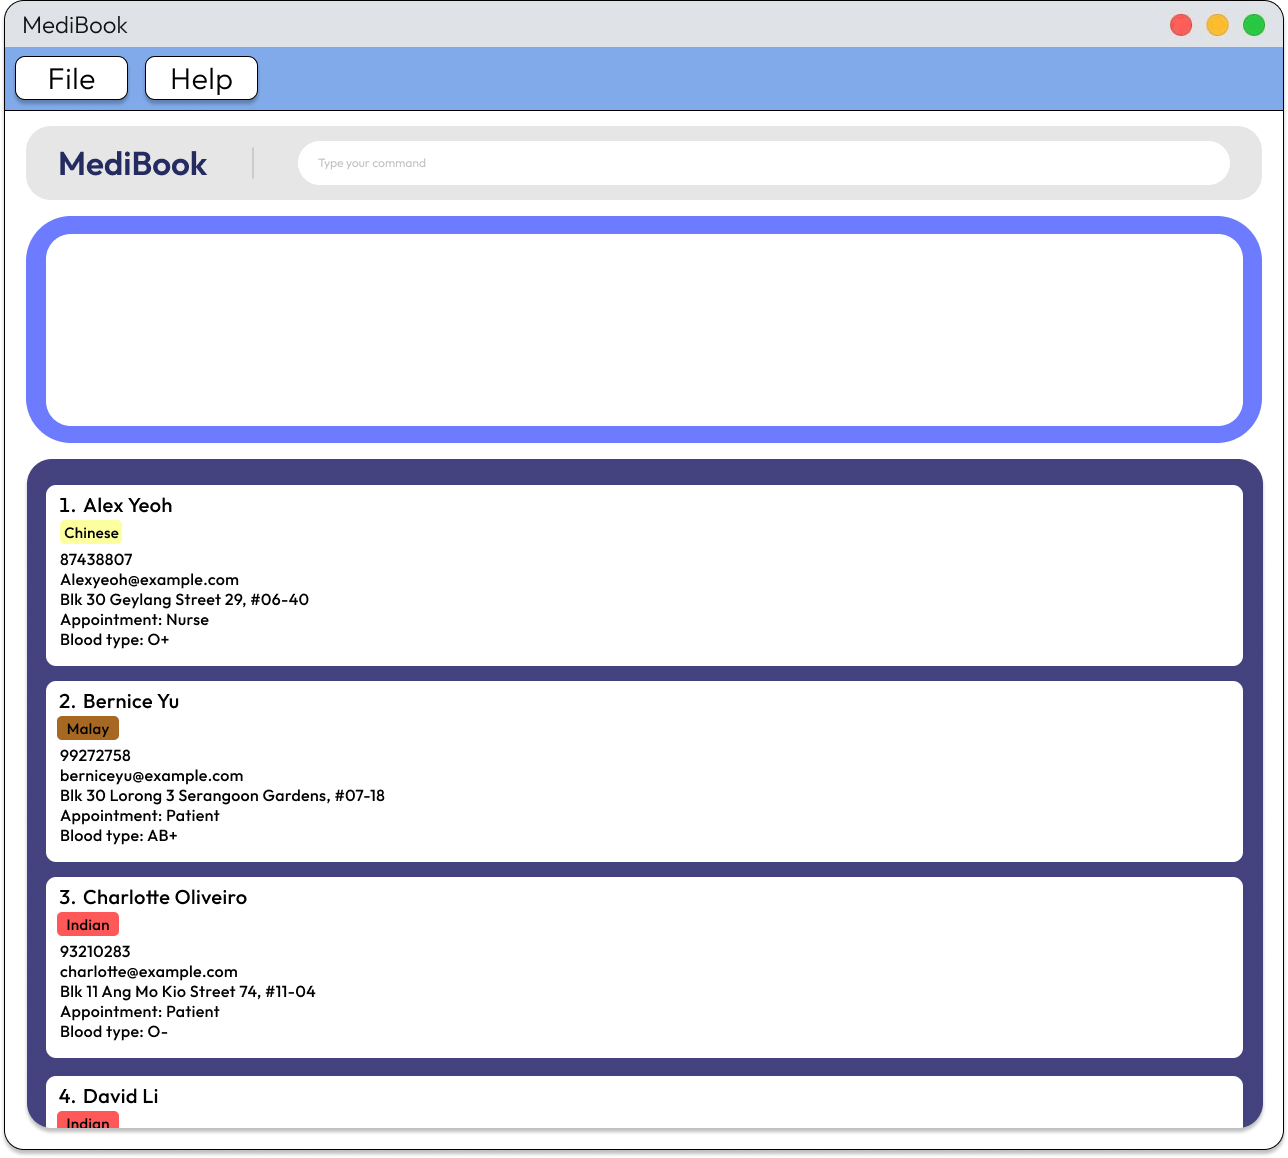 MediBook
File Help
MediBook Type your command
1. Alex Yeoh
Chinese
87438807
Alexyeoh@example.com
Blk 30 Geylang Street 29, #06-40
Appointment: Nurse
Blood type: O+
2. Bernice Yu
Malay
99272758
berniceyu@example.com
Blk 30 Lorong 3 Serangoon Gardens, #07-18
Appointment: Patient
Blood type: AB+
3. Charlotte Oliveiro
Indian
93210283
charlotte@example.com
Blk 11 Ang Mo Kio Street 74, #11-04
Appointment: Patient
Blood type: O-
4. David Li
Indian